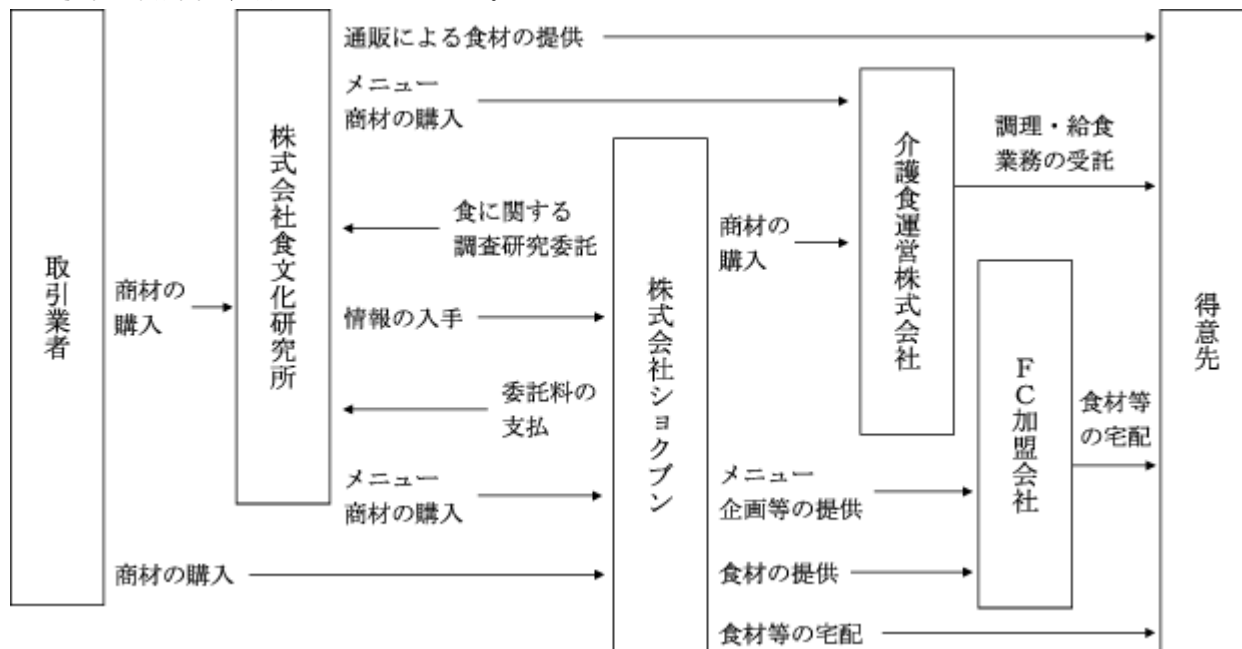 通販による食材の提供
メニュー
商材の購入
調理・給食
業務の受託
株式会社食文化研究所
介護食運営株式会社
食に関する
調査研究委託
商材の
購入
取引業者
商材の
購入
情報の入手
株式会社ショクブン
得意先
FC加盟会社
委託料の
支払
食材等
の宅配
メニュー
商材の購入
メニュー
企画等の提供
商材の購入
食材の提供
食材等の宅配